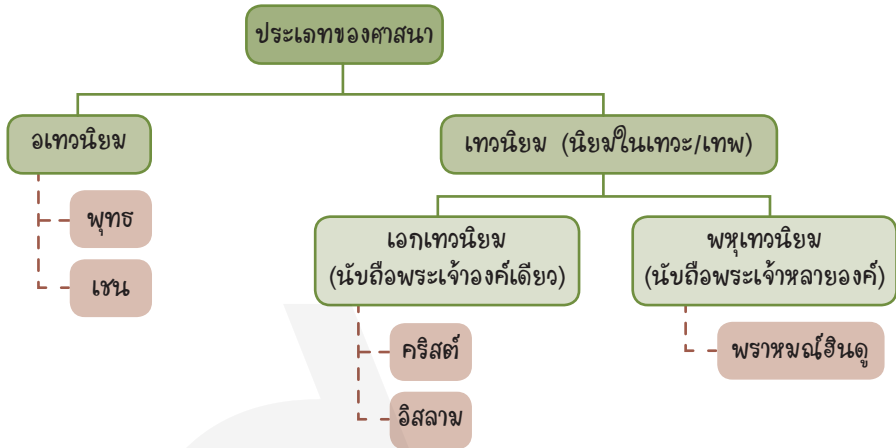 ประเภทของศาสนา
อเทวนิยม
พุทธ
เชน
เทวนิยม (นิยมในเทวะ/เทพ)
เอกเทวนิยม
(นับถือพระเจ้าองค์เดียว)
คริสต์
อิสลาม
พหุเทวนิยม
(นับถือพระเจ้าหลายองค์)
พราหมณ์ฮินดู